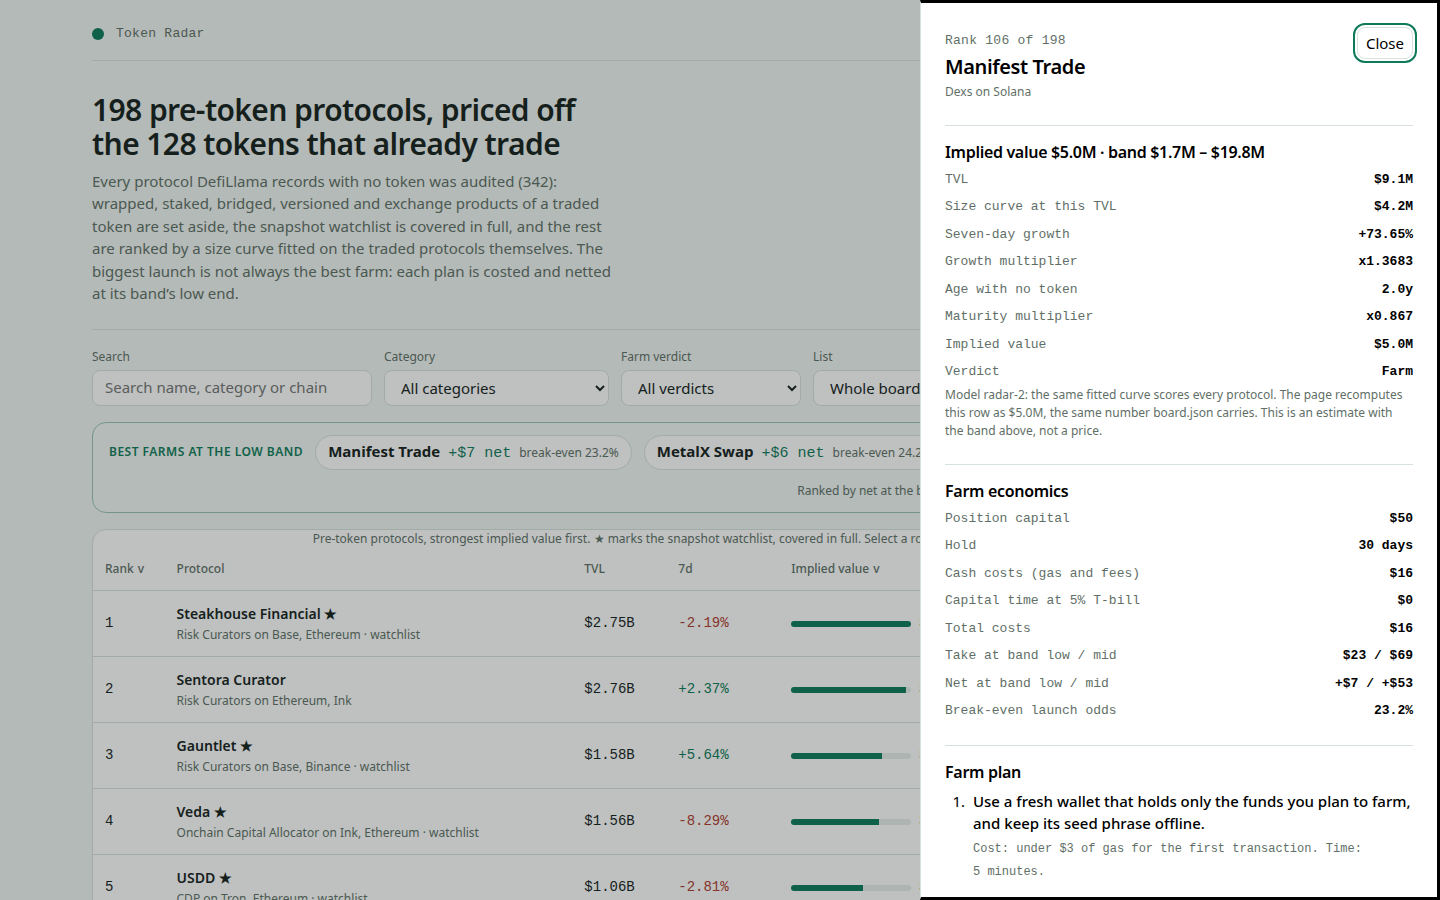 Token Radar
198 pre-token protocols, priced off
the 128 tokens that already trade
Every protocol DefiLlama records with no token was audited (342):
wrapped, staked, bridged, versioned and exchange products of a traded
token are set aside, the snapshot watchlist is covered in full, and the rest
are ranked by a size curve fitted on the traded protocols themselves. The
biggest launch is not always the best farm: each plan is costed and netted
at its band's low end.
Search Category Farm verdict List
Search name, category or chain All categories All verdicts Whole board
BEST FARMS AT THE LOW BAND Manifest Trade +$7 net break-even 23.2% MetalX Swap +$6 net break-even 24.2
Ranked by net at the b
Pre-token protocols, strongest implied value first. ★ marks the snapshot watchlist, covered in full. Select a ro
Rank v Protocol TVL 7d Implied value v
1 Steakhouse Financial ★ $2.75B -2.19%
Risk Curators on Base, Ethereum · watchlist
2 Sentora Curator $2.76B +2.37%
Risk Curators on Ethereum, Ink
3 Gauntlet ★ $1.58B +5.64%
Risk Curators on Base, Binance · watchlist
4 Veda ★ $1.56B -8.29%
Onchain Capital Allocator on Ink, Ethereum · watchlist
5 USDD ★ $1.06B -2.81%
CDP on Tron, Ethereum · watchlist
Rank 106 of 198
Close
Manifest Trade
Dexs on Solana
Implied value $5.0M · band $1.7M – $19.8M
TVL $9.1M
Size curve at this TVL $4.2M
Seven-day growth +73.65%
Growth multiplier x1.3683
Age with no token 2.0y
Maturity multiplier x0.867
Implied value $5.0M
Verdict Farm
Model radar-2: the same fitted curve scores every protocol. The page recomputes
this row as $5.0M, the same number board.json carries. This is an estimate with
the band above, not a price.
Farm economics
Position capital $50
Hold 30 days
Cash costs (gas and fees) $16
Capital time at 5% T-bill $0
Total costs $16
Take at band low / mid $23 / $69
Net at band low / mid +$7 / +$53
Break-even launch odds 23.2%
Farm plan
1. Use a fresh wallet that holds only the funds you plan to farm,
and keep its seed phrase offline.
Cost: under $3 of gas for the first transaction. Time:
5 minutes.